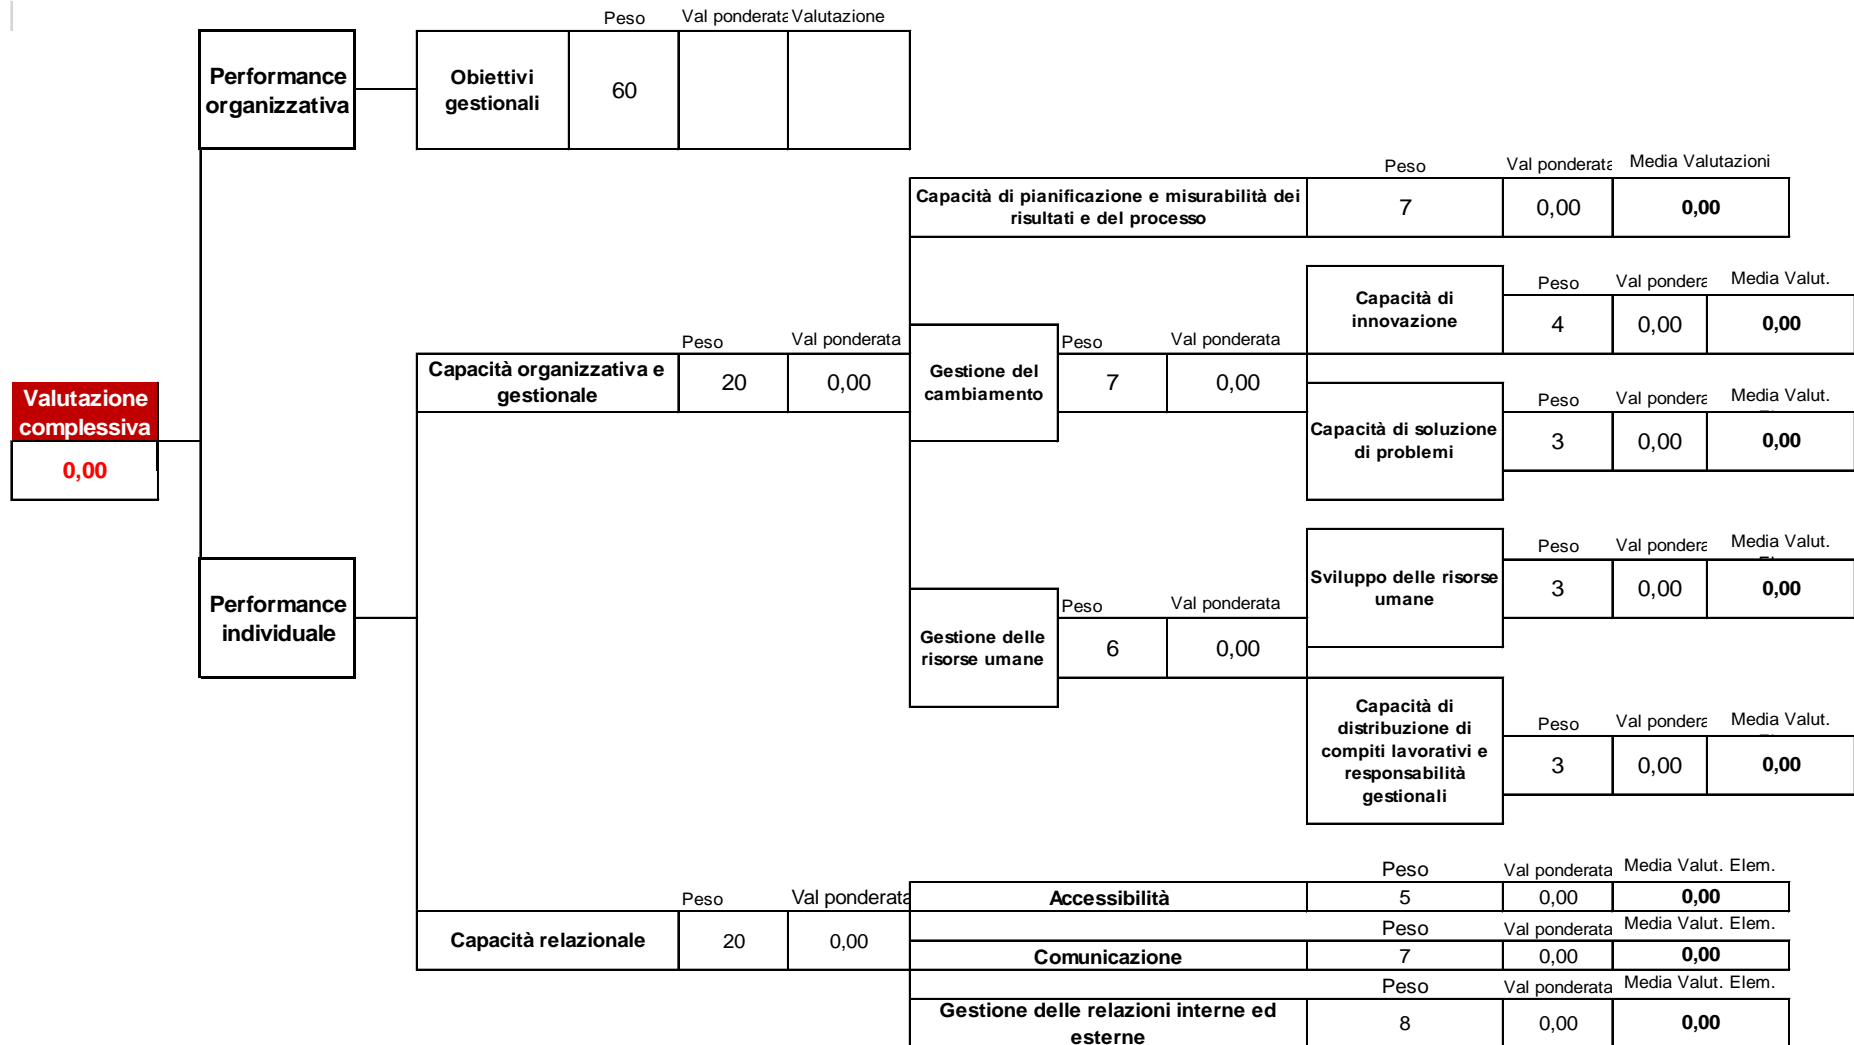 Peso Val ponderata Valutazione
Performance
organizzativa
Obiettivi
gestionali
60
Peso Val ponderata Media Valutazioni
Capacità di pianificazione e misurabilità dei
risultati e del processo
7 0,00 0,00
Capacità di
innovazione
Peso Val pondera Media Valut.
4 0,00 0,00
Peso Val ponderata
Capacità organizzativa e
gestionale
20 0,00
Gestione del
cambiamento
Peso Val ponderata
7 0,00
Capacità di soluzione
di problemi
Peso Val pondera Media Valut.
3 0,00 0,00
Valutazione
complessiva
0,00
Sviluppo delle risorse
umane
Peso Val pondera Media Valut.
3 0,00 0,00
Performance
individuale
Gestione delle
risorse umane
Peso Val ponderata
6 0,00
Capacità di
distribuzione di
compiti lavorativi e
responsabilità
gestionali
Peso Val pondera Media Valut.
3 0,00 0,00
Peso Val ponderata
Capacità relazionale
20 0,00
Peso Val ponderata Media Valut. Elem.
Accessibilità 5 0,00 0,00
Peso Val ponderata Media Valut. Elem.
Comunicazione 7 0,00 0,00
Peso Val ponderata Media Valut. Elem.
Gestione delle relazioni interne ed
esterne
8 0,00 0,00